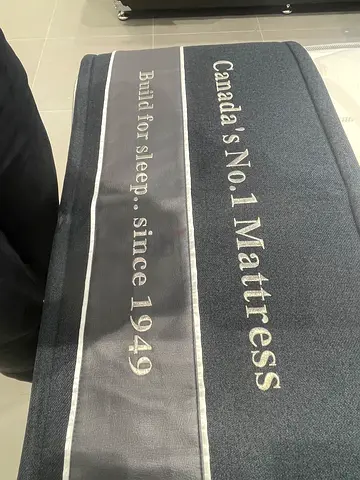 Canada's No.1 Mattress
Build for sleep.. since 1949